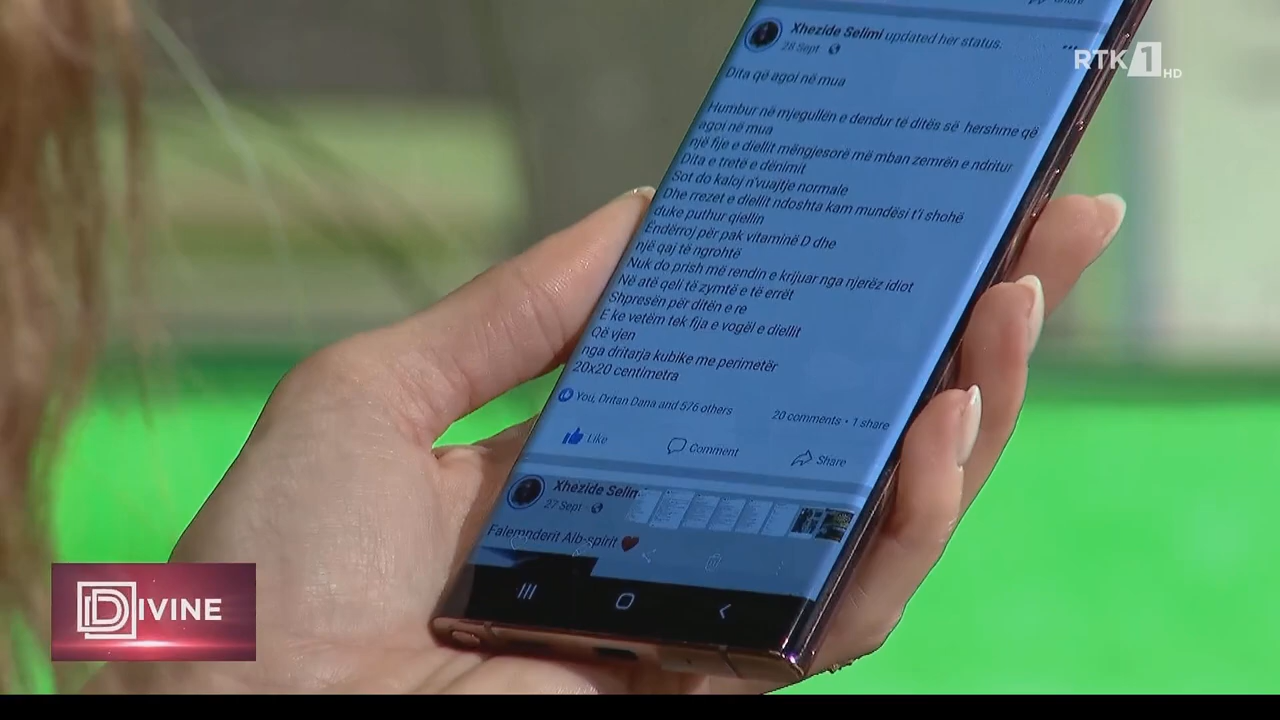 Share
Xhezide Selimi updated her status.
28 Sept
RTK 1 HD
Dita që agoi në mua
Humbur në mjegullën e dendur të ditës së hershme që
agoi në mua
një fije e diellit mëngjesorë më mban zemrën e ndritur
Dita e tretë e dënimit
Sot do kaloj n'vuajtje normale
Dhe rrezet e diellit ndoshta kam mundësi t'i shohë
duke puthur qiellin
Ëndërroj për pak vitaminë D dhe
një qaj të ngrohtë
Nuk do prish më rendin e krijuar nga njerëz idiot
Në atë qeli të zymtë e të errët
Shpresën për ditën e re
E ke vetëm tek fija e vogël e diellit
Që vjen
nga dritarja kubike me perimetër
20x20 centimetra
You, Dritan Dana and 576 others
20 comments • 1 share
Like Comment Share
Xhezide Selim
27 Sept
Falemnderit Alb-spirit
DIVINE